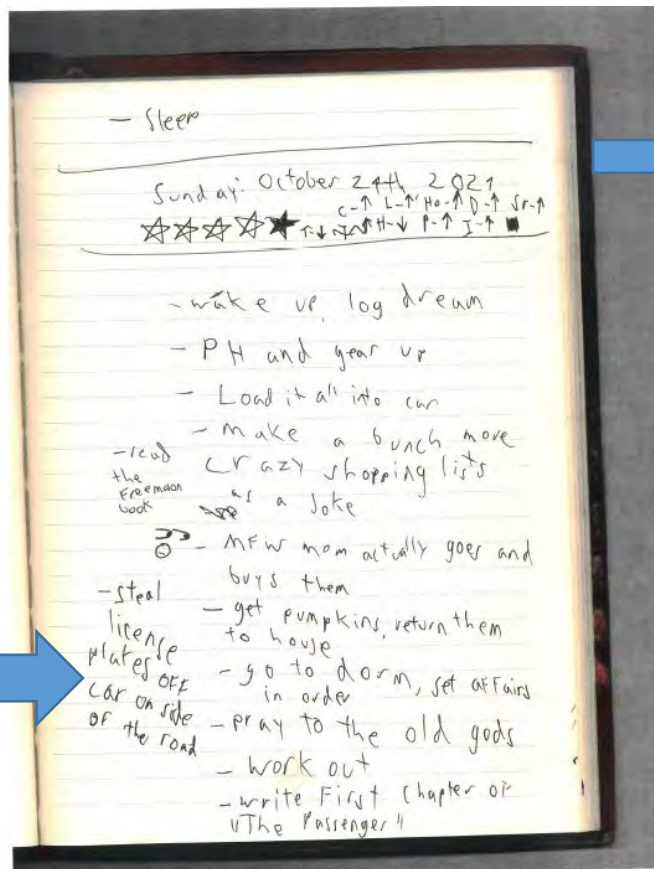 - Sleep
Sunday: October 24th 2021
C-↑ L-↑ Ho-↑ D-↑ Sr-↑
T-↓ H-↓ P-↑ I-↑
- wake up, log dream
- PH and gear up
- Load it all into car
- make a bunch more
crazy shopping lists
as a Joke
- read
the
Freemason
book
- MFW mom actually goes and
buys them
- get pumpkins, return them
to house
- steal
license
plates OFF
car on side
OF the road
- go to dorm, set affairs
in order
- pray to the old gods
- work out
- write First Chapter OF
"The Passenger"